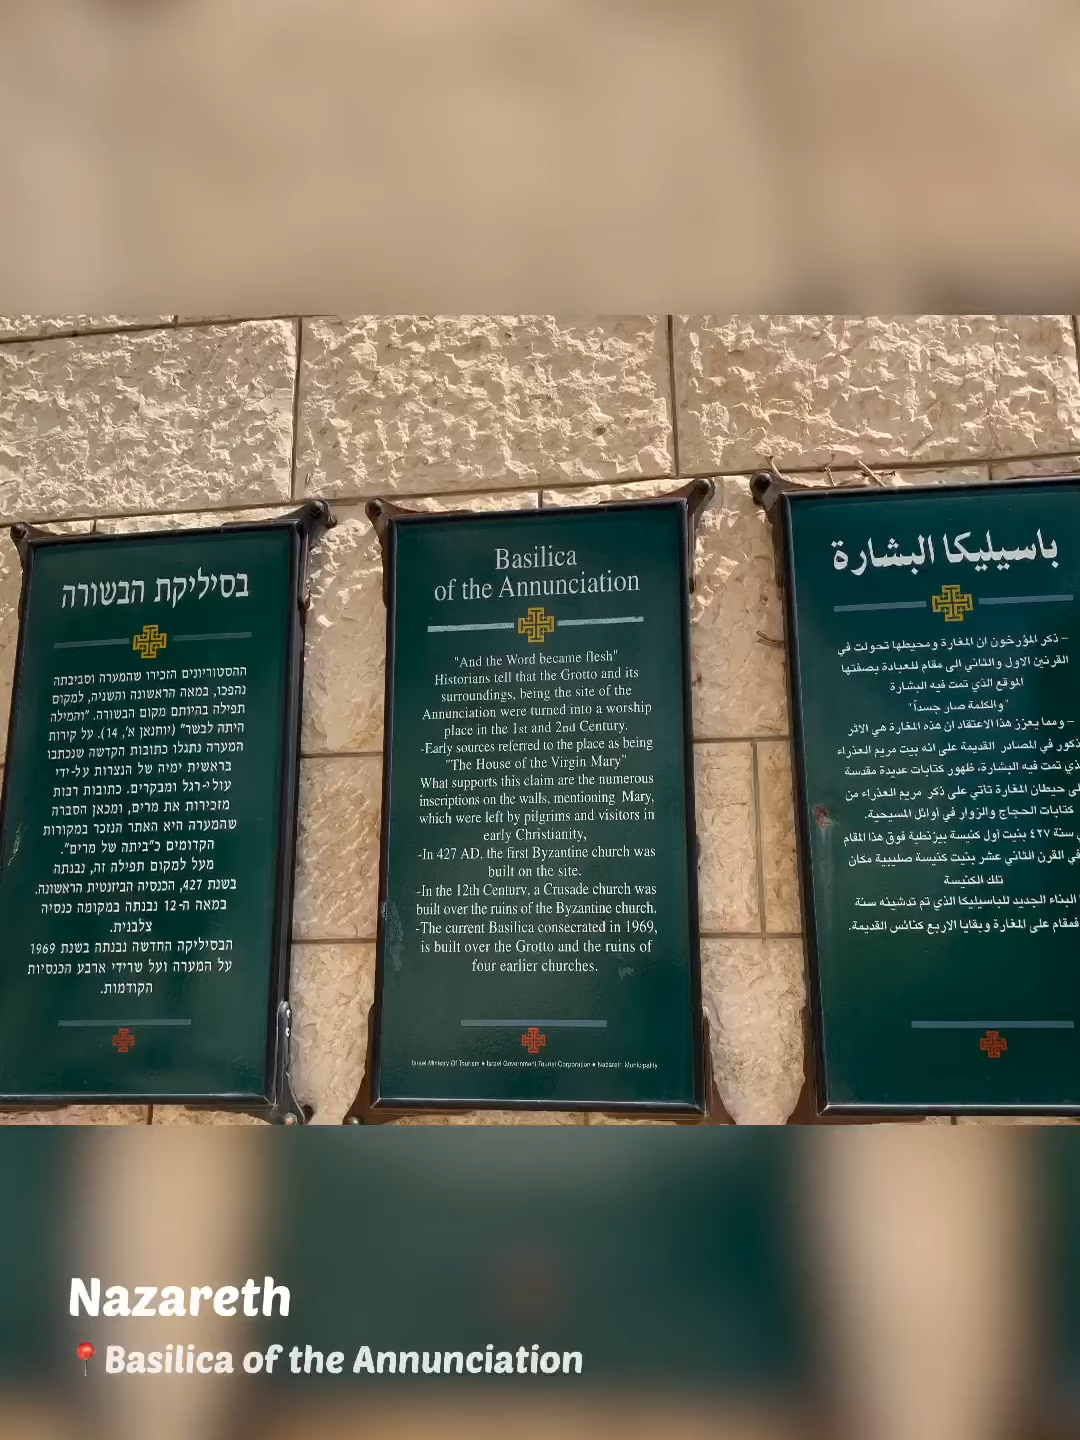 בסיליקת הבשורה
ההסטוריונים הזכירו שהמערה וסביבתה
נהפכו, במאה הראשונה והשניה, למקום
תפילה בהיותם מקום הבשורה. "והמילה
היתה לבשר" (יוחנאן א', 14). על קירות
המערה נתגלו כתובות הקדשה שנכתבו
בראשית ימיה של הנצרות על-ידי
עולי-רגל ומבקרים. כתובות רבות
מזכירות את מרים, ומכאן הסברה
שהמערה היא האתר הנזכר במקורות
הקדומים כ"ביתה של מרים".
מעל למקום תפילה זה, נבנתה
בשנת 427, הכנסיה הביזנטית הראשונה.
במאה ה-12 נבנתה במקומה כנסיה
צלבנית.
הבסיליקה החדשה נבנתה בשנת 1969
על המערה ועל שרידי ארבע הכנסיות
הקודמות.
Basilica
of the Annunciation
"And the Word became flesh"
Historians tell that the Grotto and its
surroundings, being the site of the
Annunciation were turned into a worship
place in the 1st and 2nd Century.
-Early sources referred to the place as being
"The House of the Virgin Mary"
What supports this claim are the numerous
inscriptions on the walls, mentioning Mary,
which were left by pilgrims and visitors in
early Christianity,
-In 427 AD, the first Byzantine church was
built on the site.
-In the 12th Century, a Crusade church was
built over the ruins of the Byzantine church.
-The current Basilica consecrated in 1969,
is built over the Grotto and the ruins of
four earlier churches.
Israel Ministry Of Tourism • Israel Government Tourist Corporation • Nazareth Municipality
باسيليكا البشارة
– ذكر المؤرخون ان المغارة ومحيطها تحولت في
القرنين الاول والثاني الى مقام للعبادة بصفتها
الموقع الذي تمت فيه البشارة
"والكلمة صار جسداً"
– ومما يعزز هذا الاعتقاد ان هذه المغارة هي الاثر
في المصادر القديمة على انه بيت مريم العذراء
تمت فيه البشارة، ظهور كتابات عديدة مقدسة
حيطان المغارة تأتي على ذكر مريم العذراء من
كتابات الحجاج والزوار في أوائل المسيحية.
سنة ٤٢٧ بنيت أول كنيسة بيزنطية فوق هذا المقام
في القرن الثاني عشر بنيت كنيسة صليبية مكان
تلك الكنيسة
البناء الجديد للباسيليكا الذي تم تدشينه سنة
فمقام على المغارة وبقايا الاربع كنائس القديمة.
Nazareth
📍Basilica of the Annunciation